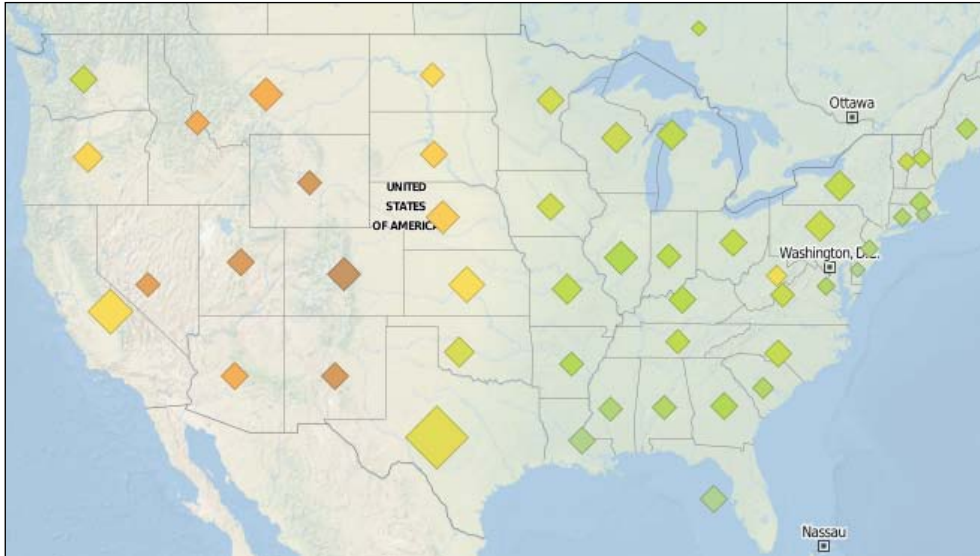 Ottawa
UNITED
STATES
OF AMERICA
Washington, D.C.
Nassau